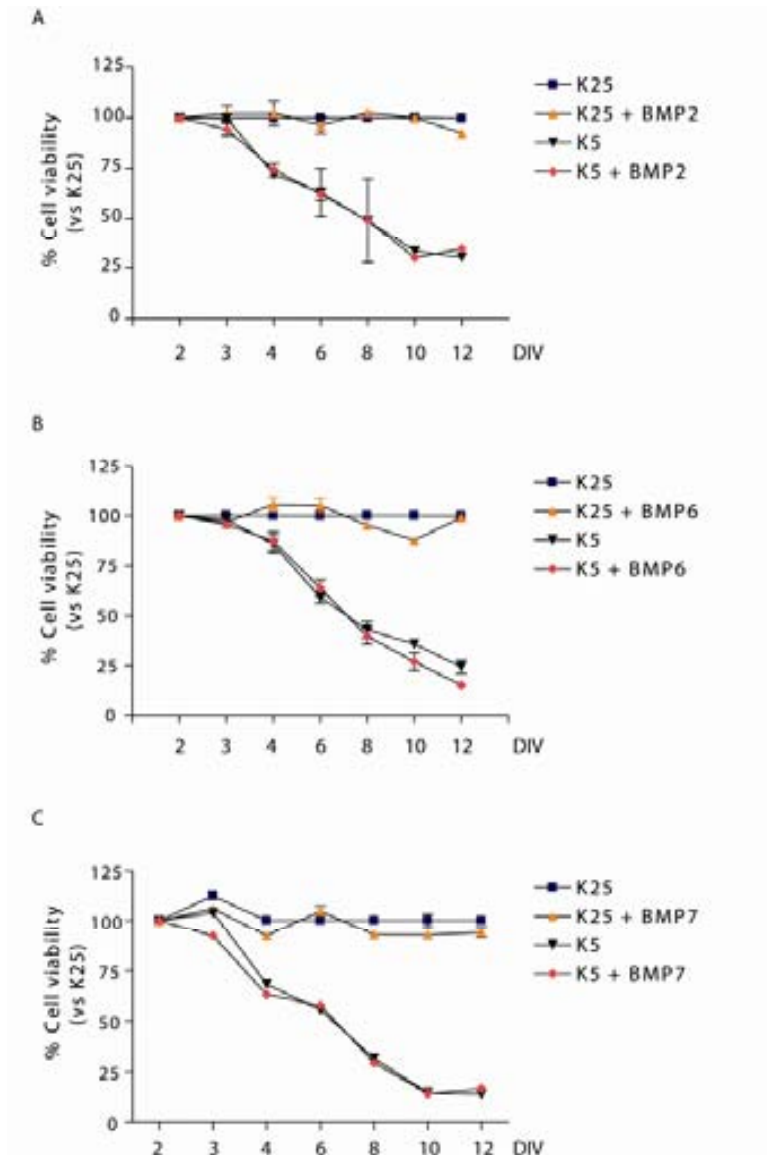 A
% Cell viability
(vs K25)
125
100
75
50
25
0
2 3 4 6 8 10 12 DIV
K25
K25 + BMP2
K5
K5 + BMP2
B
% Cell viability
(vs K25)
125
100
75
50
25
0
2 3 4 6 8 10 12 DIV
K25
K25 + BMP6
K5
K5 + BMP6
C
% Cell viability
(vs K25)
125
100
75
50
25
0
2 3 4 6 8 10 12 DIV
K25
K25 + BMP7
K5
K5 + BMP7